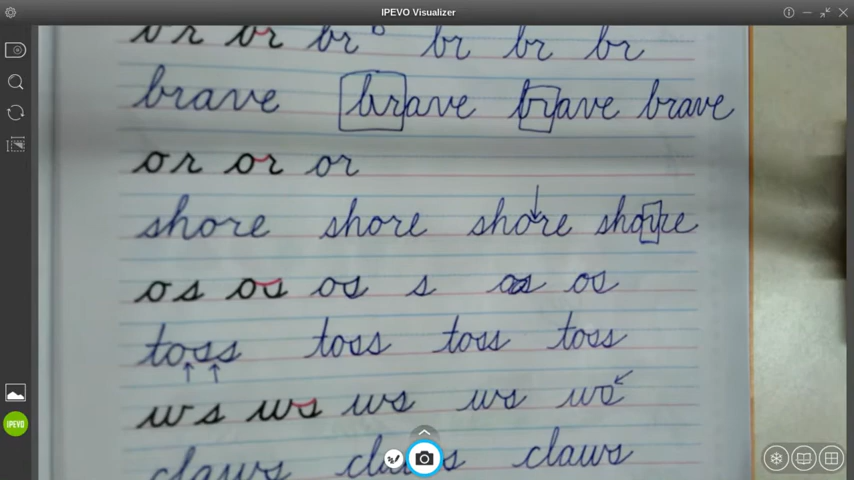 IPEVO Visualizer
br br br br br br
brave brave brave brave
or or or
shore shore shore shore
os os os s os os
toss toss toss toss
ws ws ws ws ws
claws claws claws
IPEVO